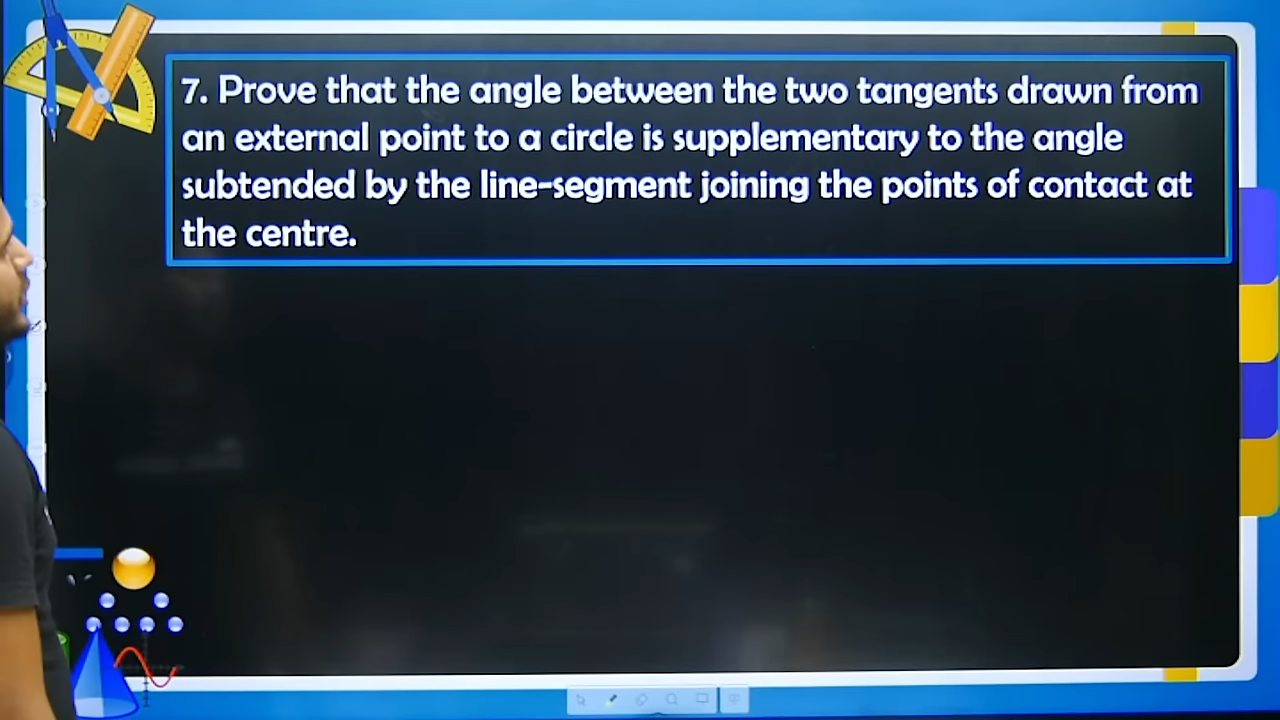 7. Prove that the angle between the two tangents drawn from
an external point to a circle is supplementary to the angle
subtended by the line-segment joining the points of contact at
the centre.